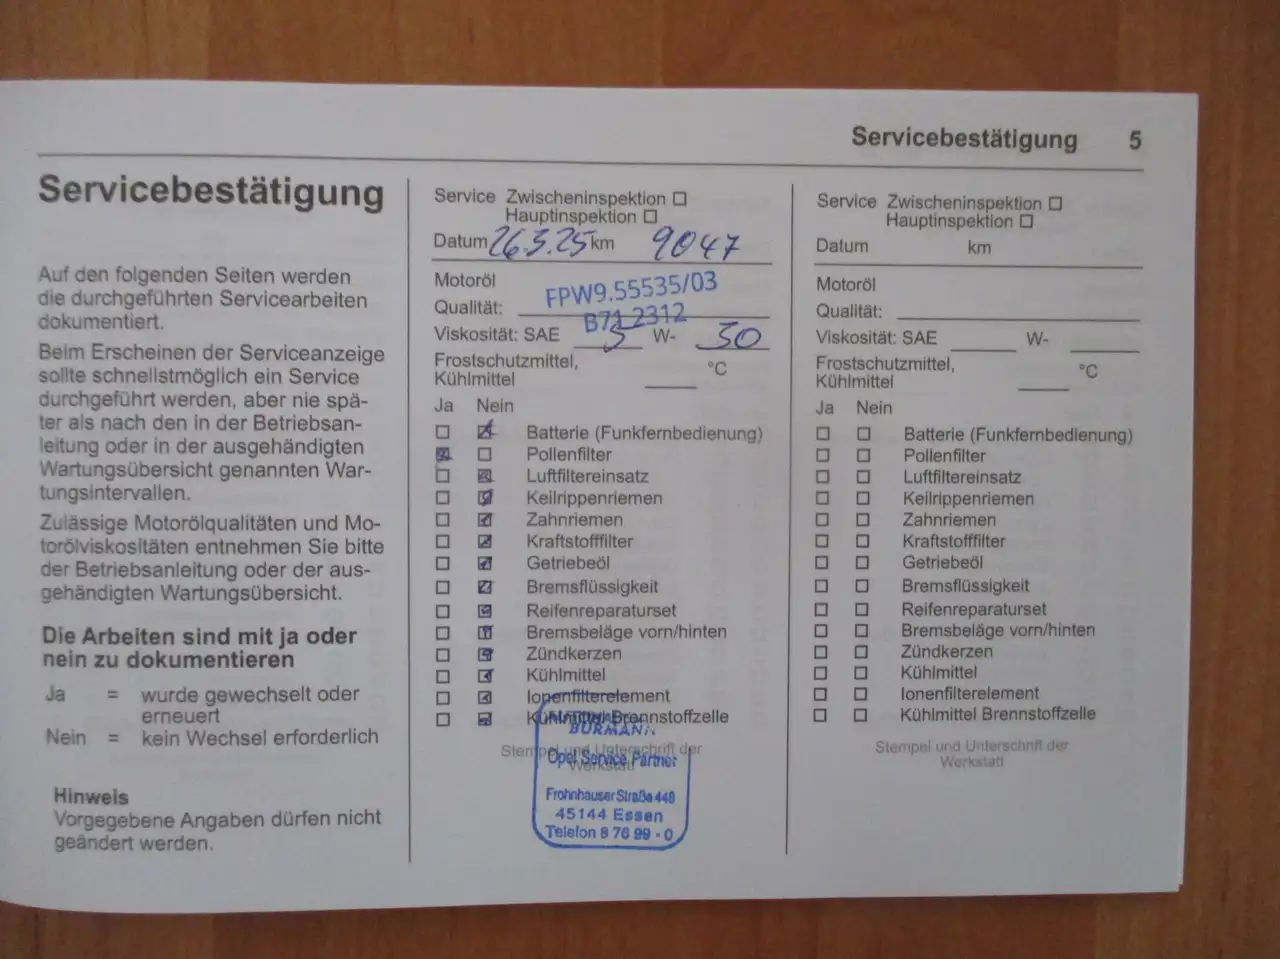 Servicebestätigung 5
Servicebestätigung
Auf den folgenden Seiten werden
die durchgeführten Servicearbeiten
dokumentiert.
Beim Erscheinen der Serviceanzeige
sollte schnellstmöglich ein Service
durchgeführt werden, aber nie spä-
ter als nach den in der Betriebsan-
leitung oder in der ausgehändigten
Wartungsübersicht genannten War-
tungsintervallen.
Zulässige Motorölqualitäten und Mo-
torölviskositäten entnehmen Sie bitte
der Betriebsanleitung oder der aus-
gehändigten Wartungsübersicht.
Die Arbeiten sind mit ja oder
nein zu dokumentieren
Ja = wurde gewechselt oder
erneuert
Nein = kein Wechsel erforderlich
Hinweis
Vorgegebene Angaben dürfen nicht
geändert werden.
Service Zwischeninspektion
Hauptinspektion
Datum 26.3.25 km 9047
Motoröl
FPW9.55535/03
Qualität:
B71 2312
Viskosität: SAE 5 W- 30
Frostschutzmittel,
Kühlmittel °C
Ja Nein
Batterie (Funkfernbedienung)
Pollenfilter
Luftfiltereinsatz
Keilrippenriemen
Zahnriemen
Kraftstofffilter
Getriebeöl
Bremsflüssigkeit
Reifenreparaturset
Bremsbeläge vorn/hinten
Zündkerzen
Kühlmittel
Ionenfilterelement
Kühlmittel Brennstoffzelle
Stempel und Unterschrift der
Werkstatt
BURMANN
Opel Service Partner
Frohnhauser Straße 448
45144 Essen
Telefon 8 76 99 - 0
Service Zwischeninspektion
Hauptinspektion
Datum km
Motoröl
Qualität:
Viskosität: SAE W-
Frostschutzmittel,
Kühlmittel °C
Ja Nein
Batterie (Funkfernbedienung)
Pollenfilter
Luftfiltereinsatz
Keilrippenriemen
Zahnriemen
Kraftstofffilter
Getriebeöl
Bremsflüssigkeit
Reifenreparaturset
Bremsbeläge vorn/hinten
Zündkerzen
Kühlmittel
Ionenfilterelement
Kühlmittel Brennstoffzelle
Stempel und Unterschrift der
Werkstatt